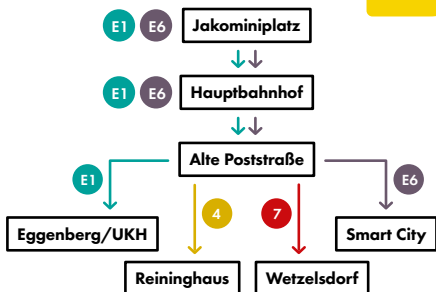 E1 E6 Jakominiplatz
E1 E6 Hauptbahnhof
Alte Poststraße
E1 E6
4 7
Eggenberg/UKH Smart City
Reininghaus Wetzelsdorf